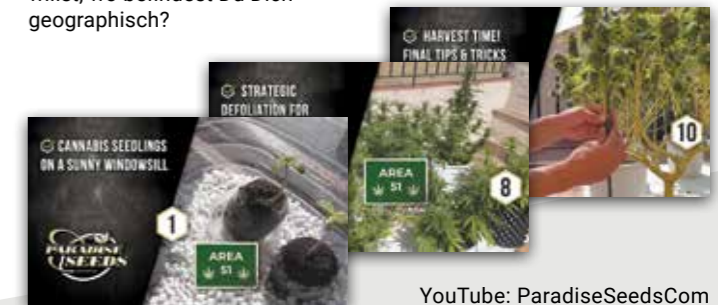 geographisch?
HARVEST TIME!
FINAL TIPS & TRICKS
10
STRATEGIC
DEFOLIATION FOR
AREA
51
8
CANNABIS SEEDLINGS
ON A SUNNY WINDOWSILL
1
PARADISE
SEEDS
AREA
51
YouTube: ParadiseSeedsCom